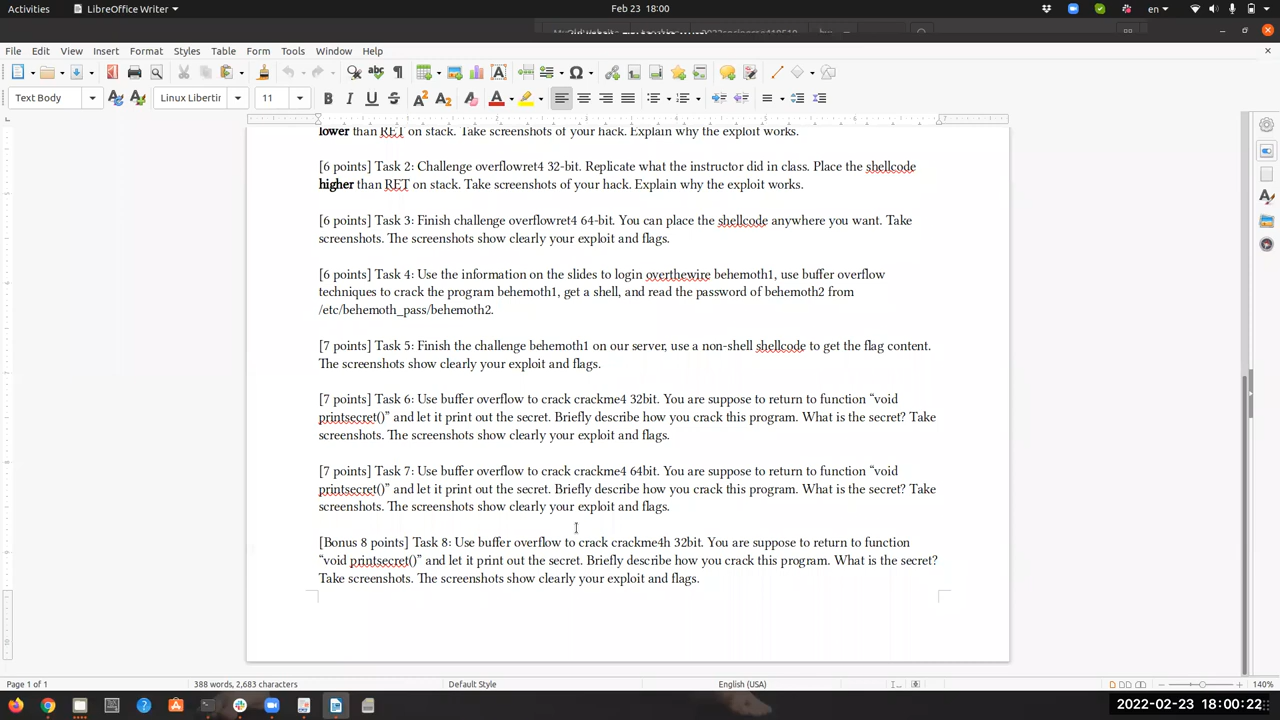 Activities
LibreOffice Writer
Feb 23 18:00
en
File Edit View Insert Format Styles Table Form Tools Window Help
Text Body
Linux Libertir
11
lower than RET on stack. Take screenshots of your hack. Explain why the exploit works.
[6 points] Task 2: Challenge overflowret4 32-bit. Replicate what the instructor did in class. Place the shellcode
higher than RET on stack. Take screenshots of your hack. Explain why the exploit works.
[6 points] Task 3: Finish challenge overflowret4 64-bit. You can place the shellcode anywhere you want. Take
screenshots. The screenshots show clearly your exploit and flags.
[6 points] Task 4: Use the information on the slides to login overthewire behemoth1, use buffer overflow
techniques to crack the program behemoth1, get a shell, and read the password of behemoth2 from
/etc/behemoth_pass/behemoth2.
[7 points] Task 5: Finish the challenge behemoth1 on our server, use a non-shell shellcode to get the flag content.
The screenshots show clearly your exploit and flags.
[7 points] Task 6: Use buffer overflow to crack crackme4 32bit. You are suppose to return to function “void
printsecret()” and let it print out the secret. Briefly describe how you crack this program. What is the secret? Take
screenshots. The screenshots show clearly your exploit and flags.
[7 points] Task 7: Use buffer overflow to crack crackme4 64bit. You are suppose to return to function “void
printsecret()” and let it print out the secret. Briefly describe how you crack this program. What is the secret? Take
screenshots. The screenshots show clearly your exploit and flags.
[Bonus 8 points] Task 8: Use buffer overflow to crack crackme4h 32bit. You are suppose to return to function
“void printsecret()” and let it print out the secret. Briefly describe how you crack this program. What is the secret?
Take screenshots. The screenshots show clearly your exploit and flags.
Page 1 of 1
388 words, 2,683 characters
Default Style
English (USA)
140%
2022-02-23 18:00:22